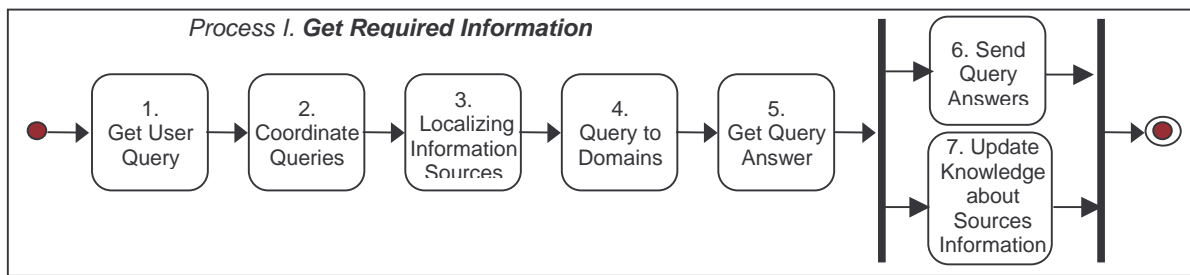 Process I. Get Required Information
1.
Get User
Query
2.
Coordinate
Queries
3.
Localizing
Information
Sources
4.
Query to
Domains
5.
Get Query
Answer
6. Send
Query
Answers
7. Update
Knowledge
about
Sources
Information